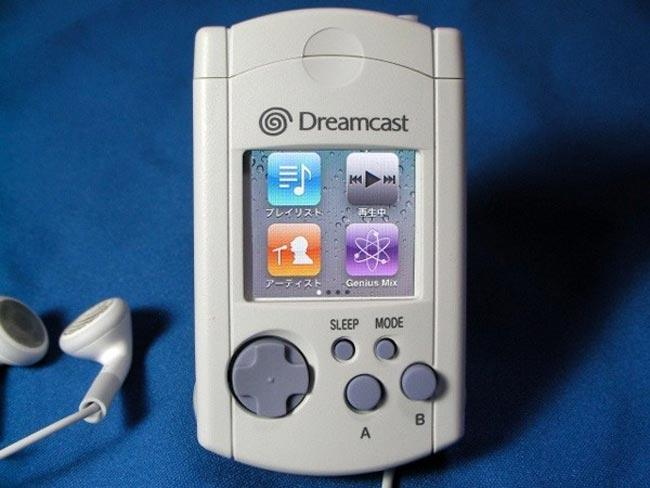 Dreamcast
プレイリスト
再生中
アーティスト
Genius Mix
SLEEP
MODE
A
B